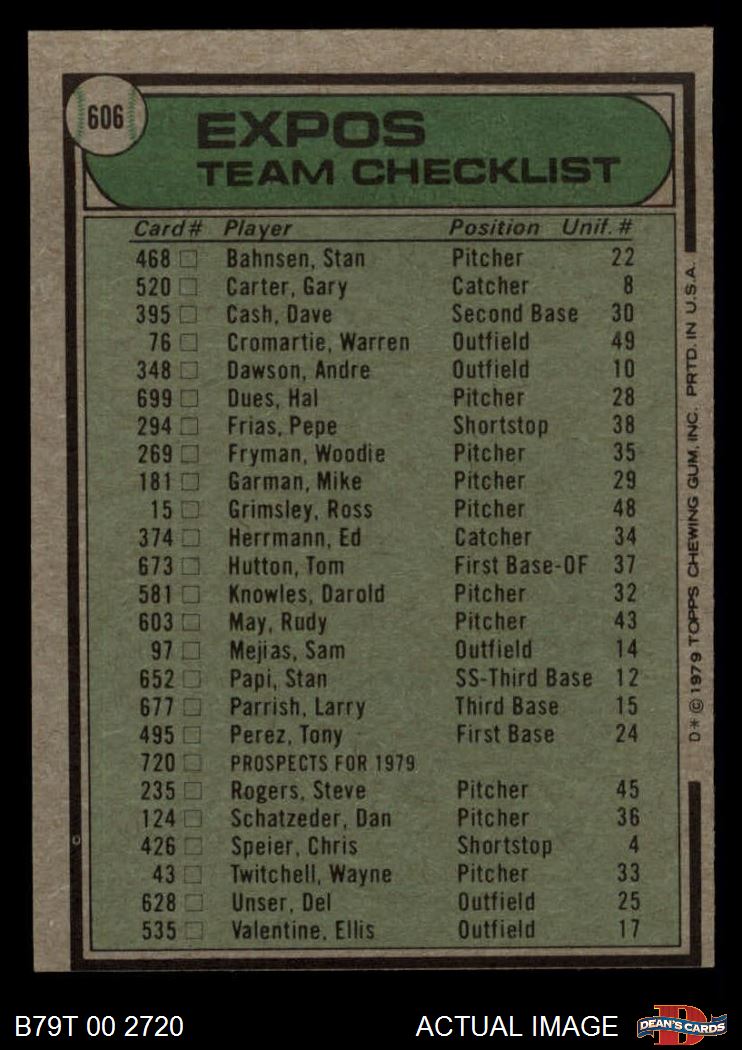 606
EXPOS
TEAM CHECKLIST
Card# Player Position Unif. #
468 Bahnsen, Stan Pitcher 22
520 Carter, Gary Catcher 8
395 Cash, Dave Second Base 30
76 Cromartie, Warren Outfield 49
348 Dawson, Andre Outfield 10
699 Dues, Hal Pitcher 28
294 Frias, Pepe Shortstop 38
269 Fryman, Woodie Pitcher 35
181 Garman, Mike Pitcher 29
15 Grimsley, Ross Pitcher 48
374 Herrmann, Ed Catcher 34
673 Hutton, Tom First Base-OF 37
581 Knowles, Darold Pitcher 32
603 May, Rudy Pitcher 43
97 Mejias, Sam Outfield 14
652 Papi, Stan SS-Third Base 12
677 Parrish, Larry Third Base 15
495 Perez, Tony First Base 24
720 PROSPECTS FOR 1979
235 Rogers, Steve Pitcher 45
124 Schatzeder, Dan Pitcher 36
426 Speier, Chris Shortstop 4
43 Twitchell, Wayne Pitcher 33
628 Unser, Del Outfield 25
535 Valentine, Ellis Outfield 17
D* © 1979 TOPPS CHEWING GUM, INC. PRTD. IN U.S.A.
B79T 00 2720 ACTUAL IMAGE
DEAN'S CARDS